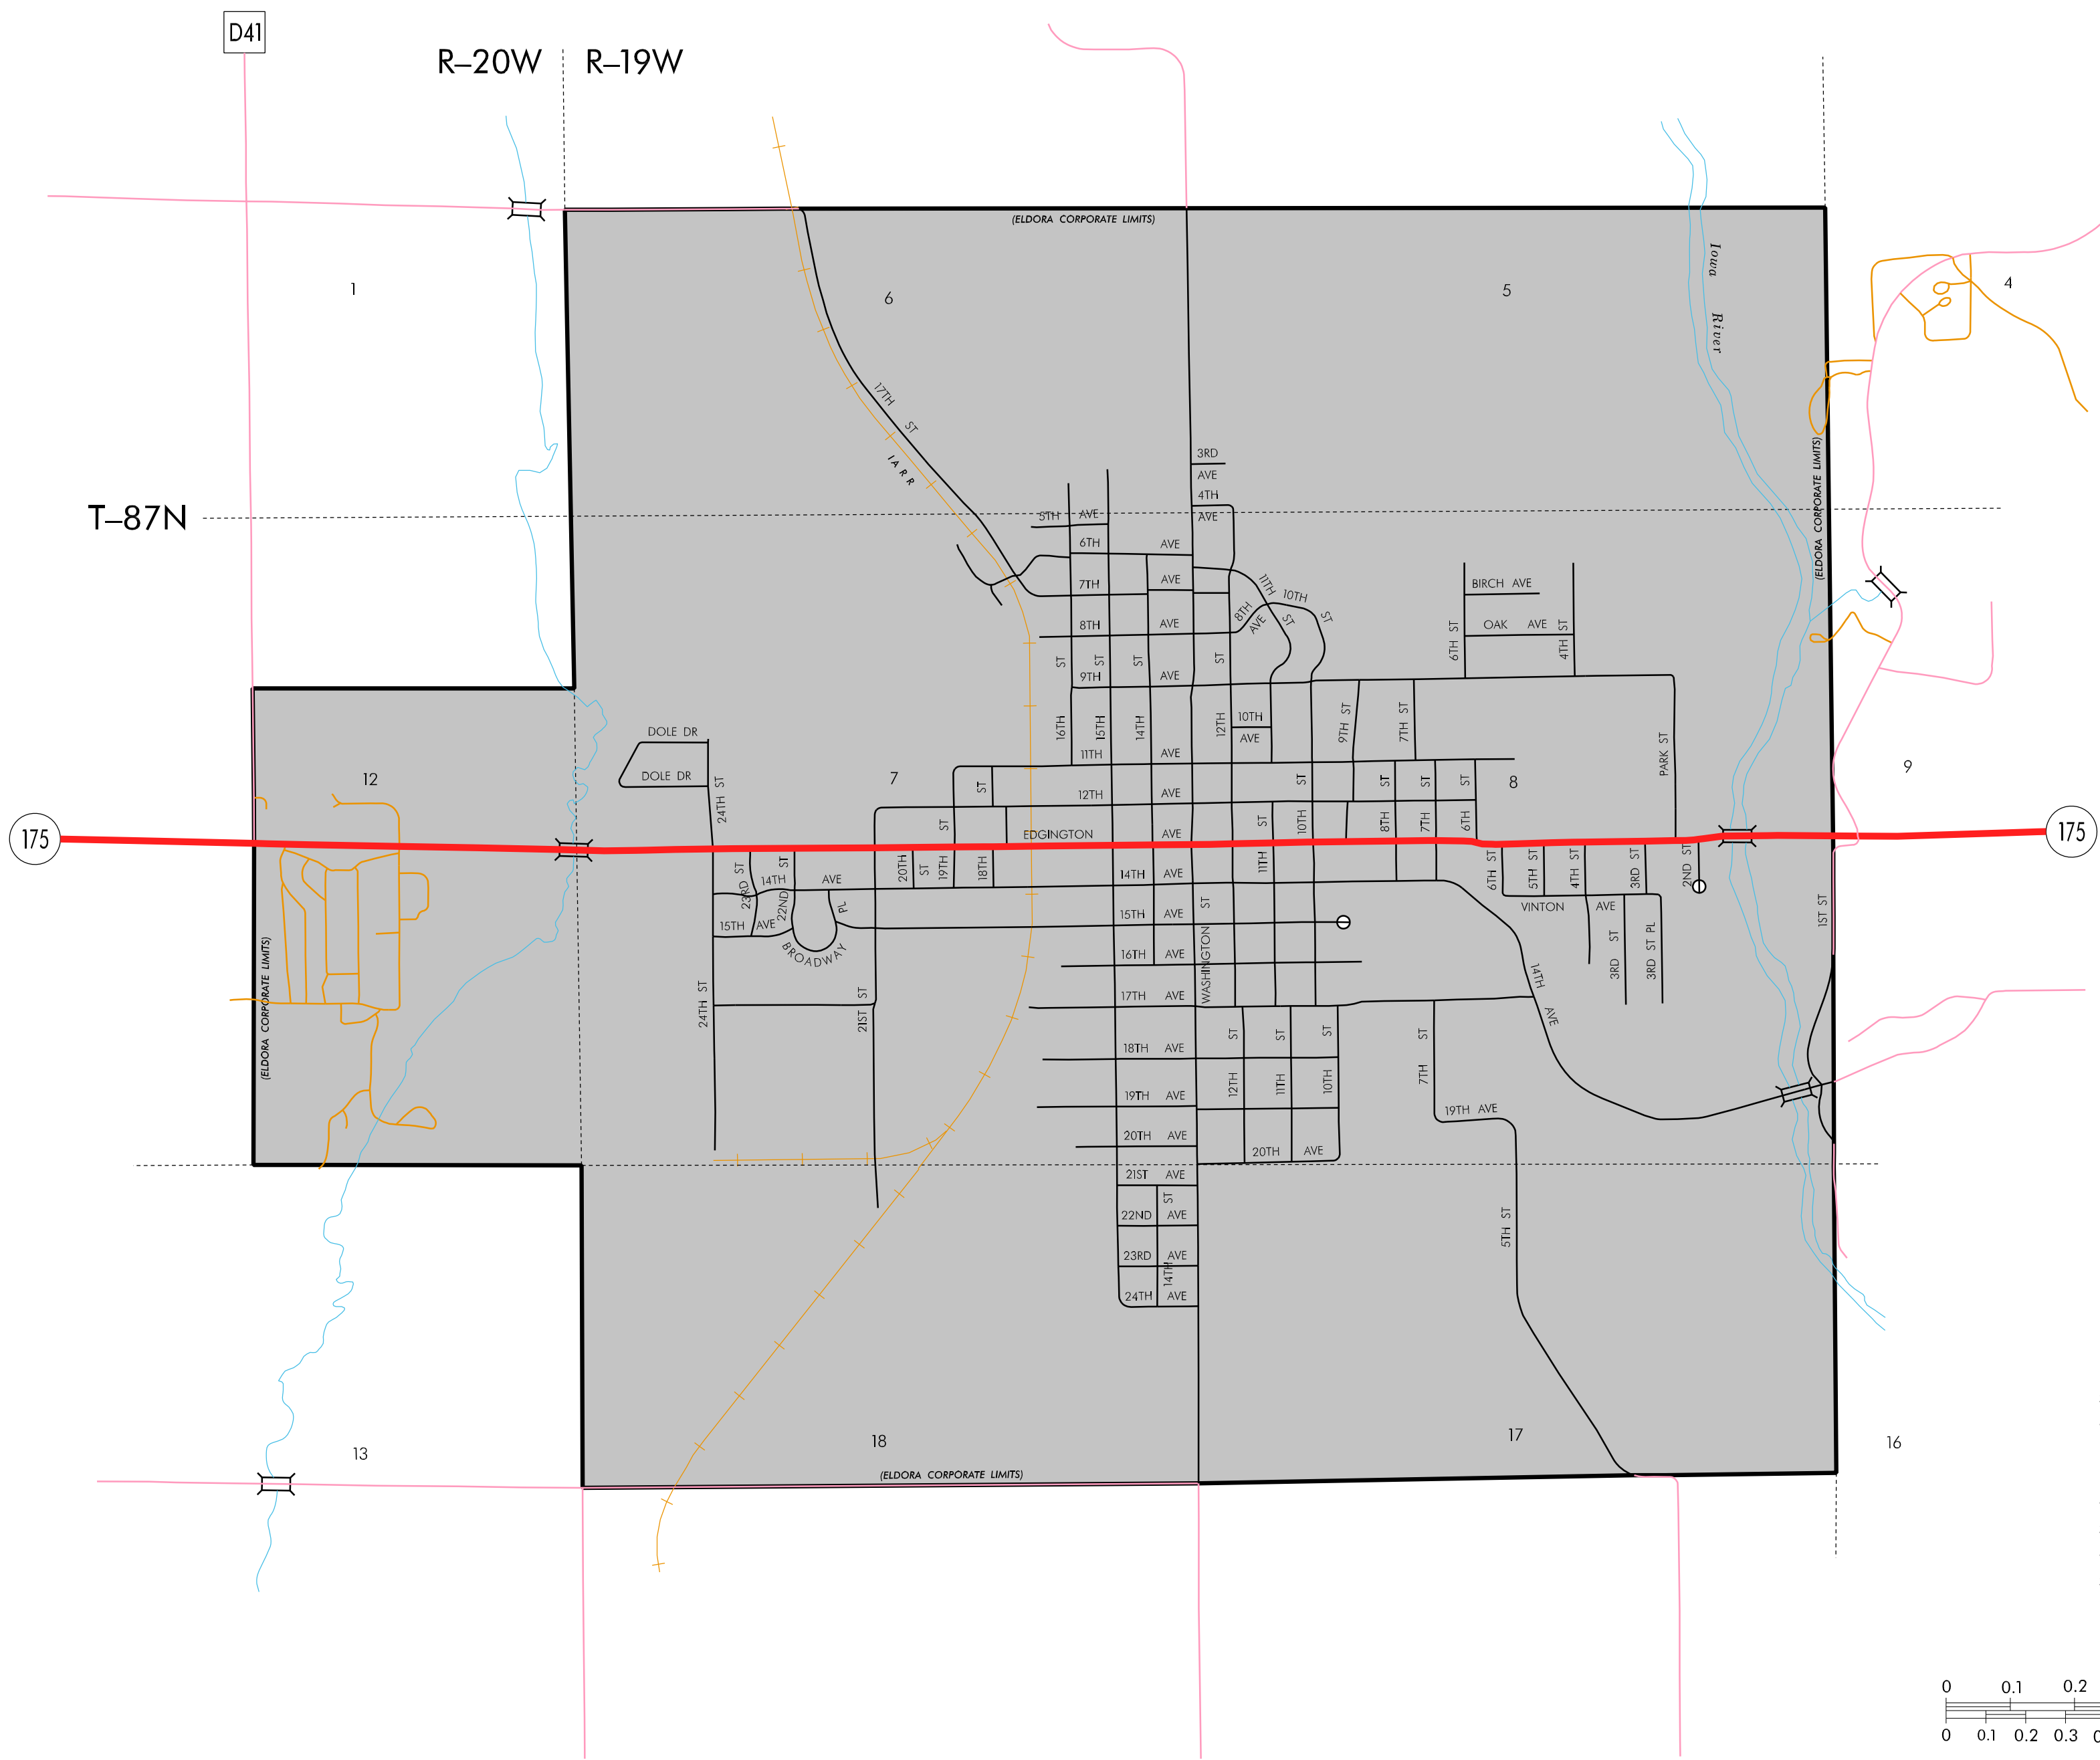 D41
R–20W R–19W
(ELDORA CORPORATE LIMITS)
Iowa River
1
6
5
4
17TH ST
I A R R
(ELDORA CORPORATE LIMITS)
3RD
AVE
4TH
AVE
T–87N
5TH AVE
6TH AVE
7TH AVE
11TH ST
10TH ST
BIRCH AVE
8TH AVE
8TH AVE
OAK AVE
6TH ST
4TH ST
16TH ST
15TH ST
14TH ST
12TH ST
9TH AVE
10TH
AVE
9TH ST
7TH ST
PARK ST
DOLE DR
DOLE DR
24TH ST
11TH AVE
12
7
8
9
ST
12TH AVE
10TH ST
8TH ST
7TH ST
6TH ST
175
EDGINGTON AVE
175
19TH ST
20TH ST
18TH
11TH ST
23RD ST
22ND ST
14TH AVE
14TH AVE
6TH ST
5TH ST
4TH ST
3RD ST
2ND ST
PL
15TH AVE
BROADWAY
15TH AVE
WASHINGTON ST
VINTON AVE
1ST ST
(ELDORA CORPORATE LIMITS)
16TH AVE
3RD ST
3RD ST PL
14TH AVE
24TH ST
21ST ST
17TH AVE
18TH AVE
12TH ST
11TH ST
10TH ST
7TH ST
19TH AVE
19TH AVE
20TH AVE
20TH AVE
21ST AVE
14TH ST
22ND AVE
5TH ST
23RD AVE
24TH AVE
13
18
17
16
(ELDORA CORPORATE LIMITS)
0 0.1 0.2
0 0.1 0.2 0.3